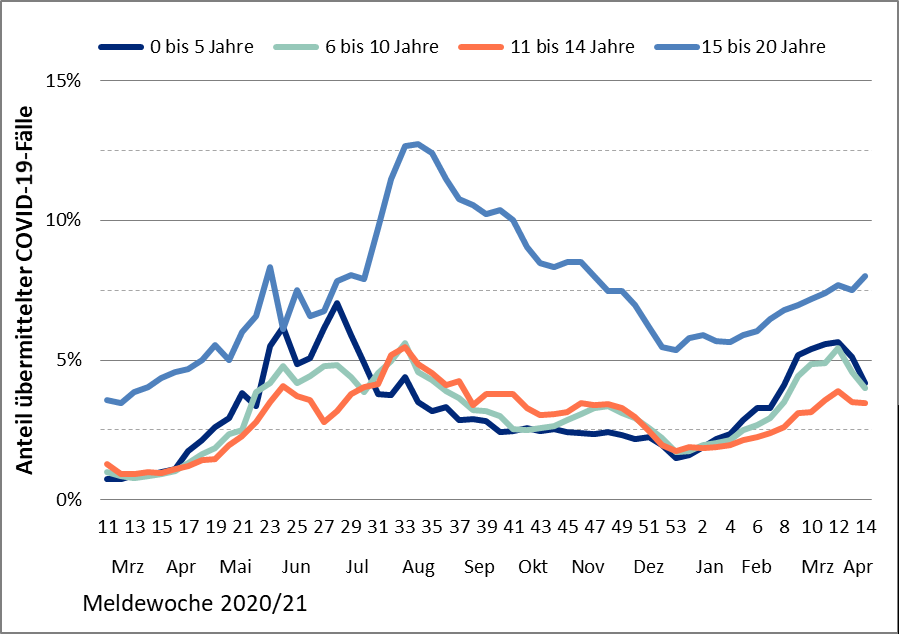 0 bis 5 Jahre 6 bis 10 Jahre 11 bis 14 Jahre 15 bis 20 Jahre
Anteil übermittelter COVID-19-Fälle
15%
10%
5%
0%
11 13 15 17 19 21 23 25 27 29 31 33 35 37 39 41 43 45 47 49 51 53 2 4 6 8 10 12 14
Mrz Apr Mai Jun Jul Aug Sep Okt Nov Dez Jan Feb Mrz Apr
Meldewoche 2020/21